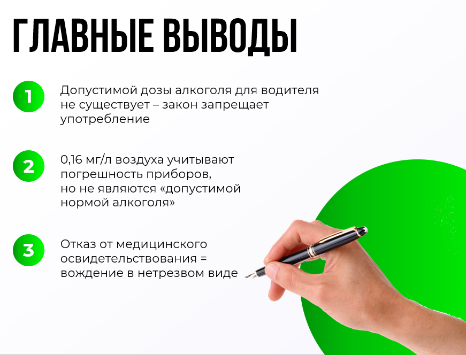 ГЛАВНЫЕ ВЫВОДЫ
1
Допустимой дозы алкоголя для водителя
не существует – закон запрещает
употребление
2
0,16 мг/л воздуха учитывают
погрешность приборов,
но не являются «допустимой
нормой алкоголя»
3
Отказ от медицинского
освидетельствования =
вождение в нетрезвом виде